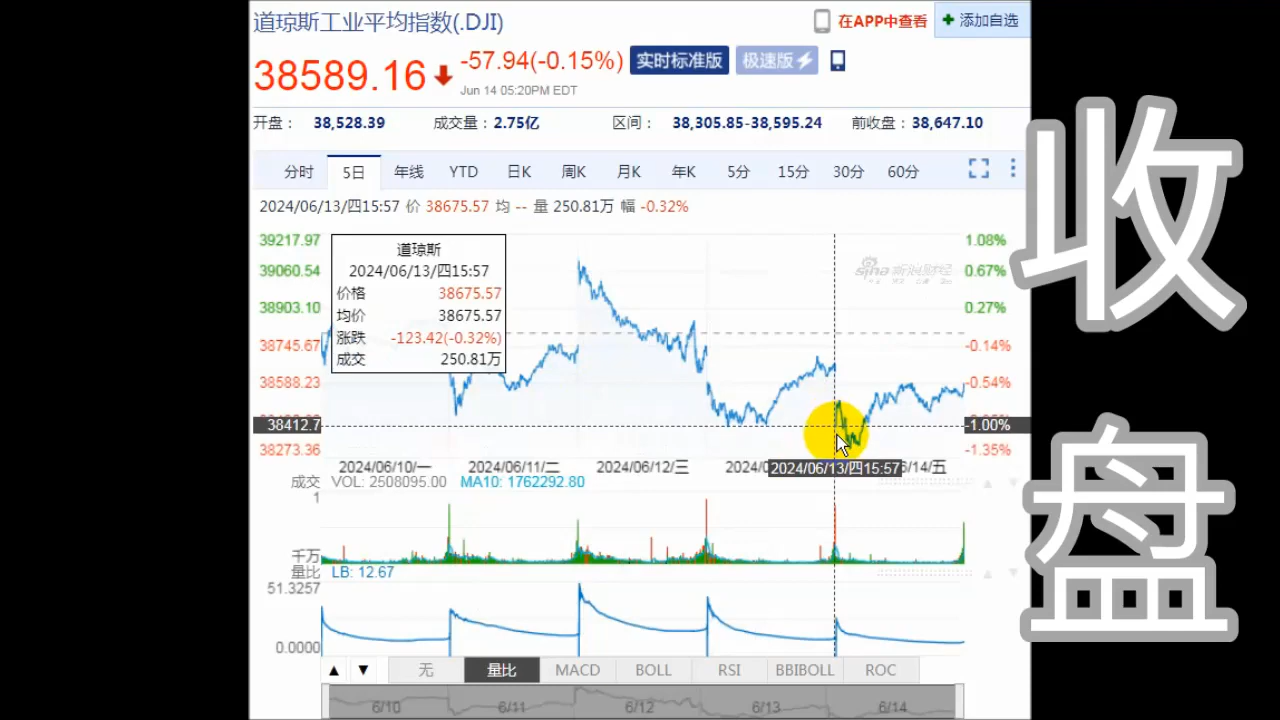 道琼斯工业平均指数(.DJI)
在APP中查看
添加自选
38589.16
-57.94(-0.15%)
实时标准版
极速版
Jun 14 05:20PM EDT
开盘： 38,528.39 成交量：2.75亿 区间： 38,305.85-38,595.24 前收盘：38,647.10
分时 5日 年线 YTD 日K 周K 月K 年K 5分 15分 30分 60分
2024/06/13/四15:57 价 38675.57 均 -- 量 250.81万 幅 -0.32%
39217.97
39060.54
38903.10
38745.67
38588.23
38412.7
38273.36
道琼斯
2024/06/13/四15:57
价格 38675.57
均价 38675.57
涨跌 -123.42(-0.32%)
成交 250.81万
sina 新浪财经
1.08%
0.67%
0.27%
-0.14%
-0.54%
-1.00%
-1.35%
2024/06/10/一 2024/06/11/二 2024/06/12/三 2024/0 2024/06/13/四15:57 6/14/五
成交 VOL: 2508095.00 MA10: 1762292.80
1
千万
量比 LB: 12.67
51.3257
0.0000
无 量比 MACD BOLL RSI BBIBOLL ROC
6/10 6/11 6/12 6/13 6/14
收
盘